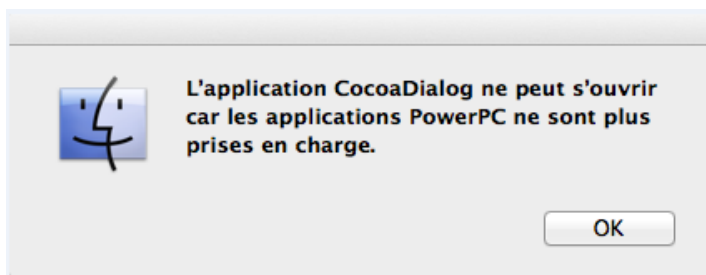 L'application CocoaDialog ne peut s'ouvrir
car les applications PowerPC ne sont plus
prises en charge.
OK